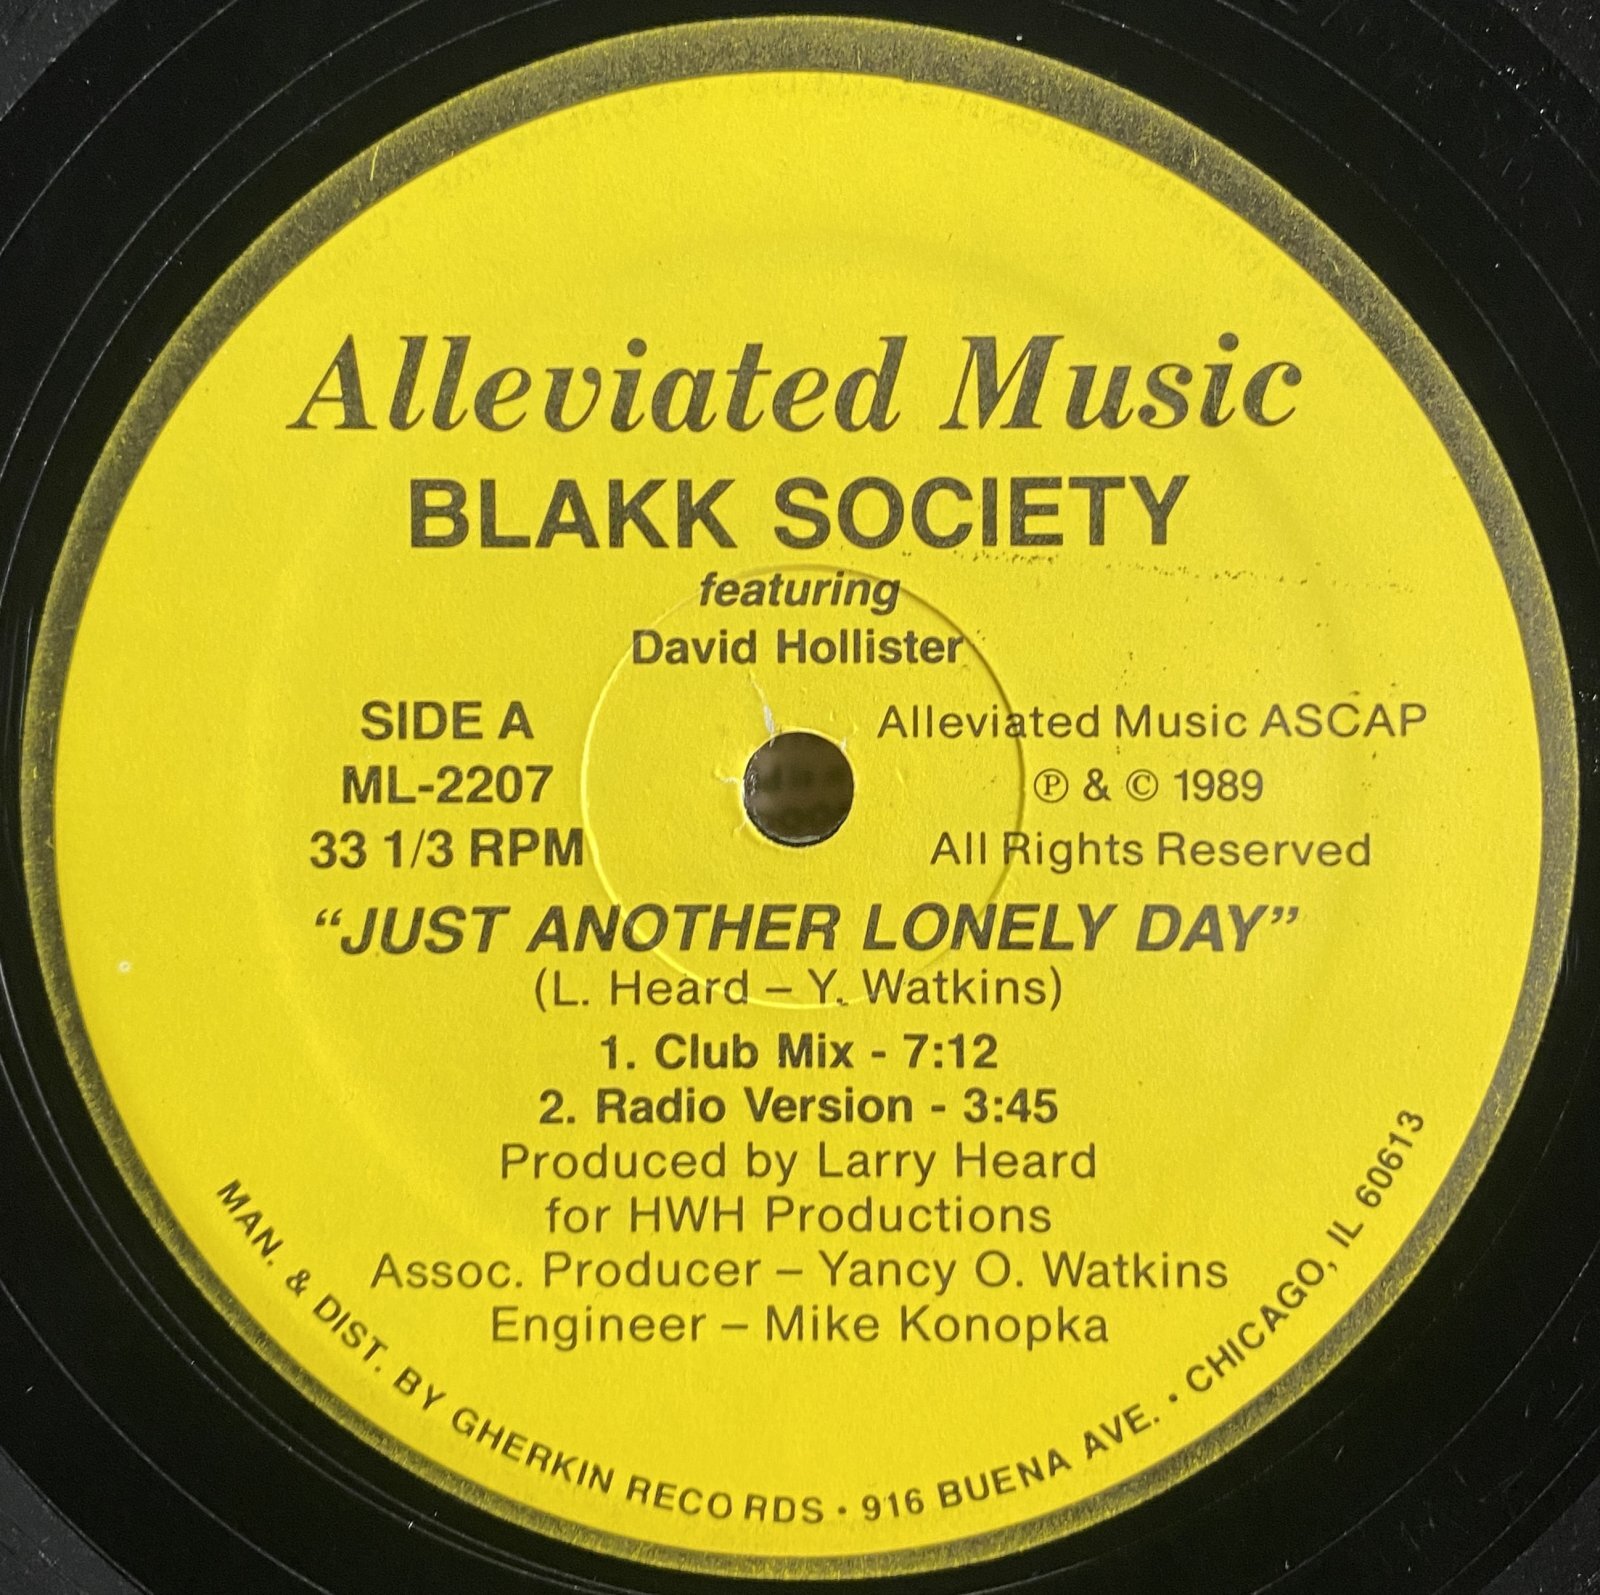 Alleviated Music
BLAKK SOCIETY
featuring
David Hollister
SIDE A
ML-2207
33 1/3 RPM
Alleviated Music ASCAP
℗ & © 1989
All Rights Reserved
“JUST ANOTHER LONELY DAY”
(L. Heard – Y. Watkins)
1. Club Mix - 7:12
2. Radio Version - 3:45
Produced by Larry Heard
for HWH Productions
Assoc. Producer – Yancy O. Watkins
Engineer – Mike Konopka
MAN. & DIST. BY GHERKIN RECORDS • 916 BUENA AVE. • CHICAGO, IL 60613